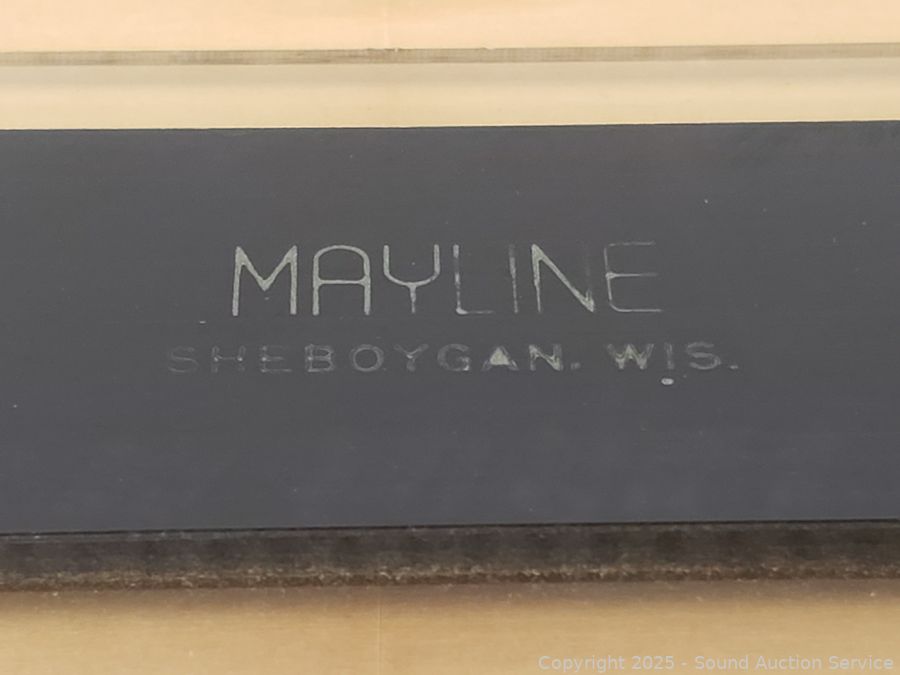 MAYLINE
SHEBOYGAN. WIS.
Copyright 2025 - Sound Auction Service